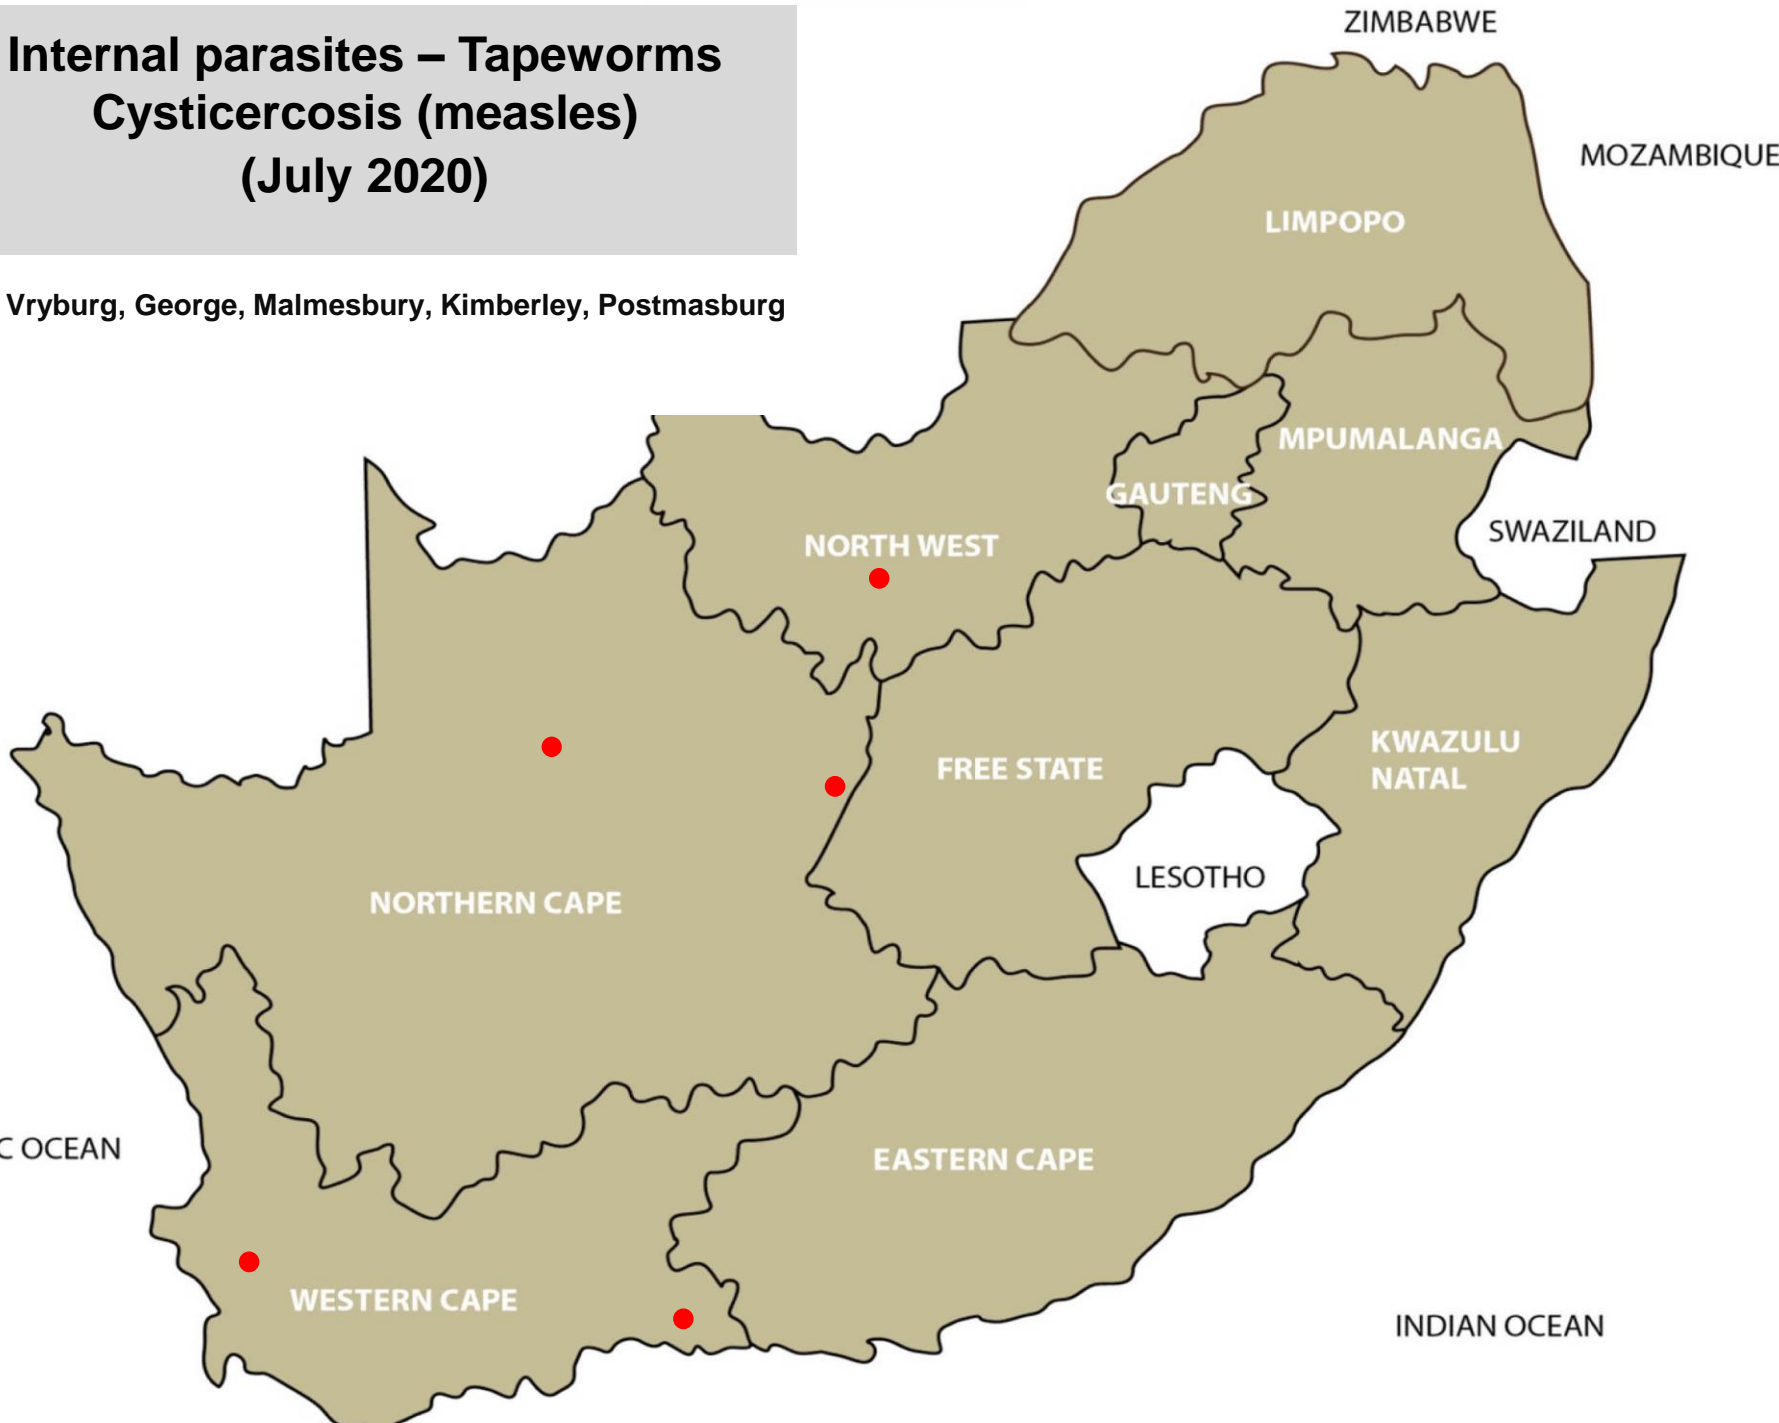 Internal parasites – Tapeworms
Cysticercosis (measles)
(July 2020)
Vryburg, George, Malmesbury, Kimberley, Postmasburg
ZIMBABWE
MOZAMBIQUE
LIMPOPO
MPUMALANGA
GAUTENG
SWAZILAND
NORTH WEST
KWAZULU
NATAL
FREE STATE
LESOTHO
NORTHERN CAPE
C OCEAN
EASTERN CAPE
WESTERN CAPE
INDIAN OCEAN